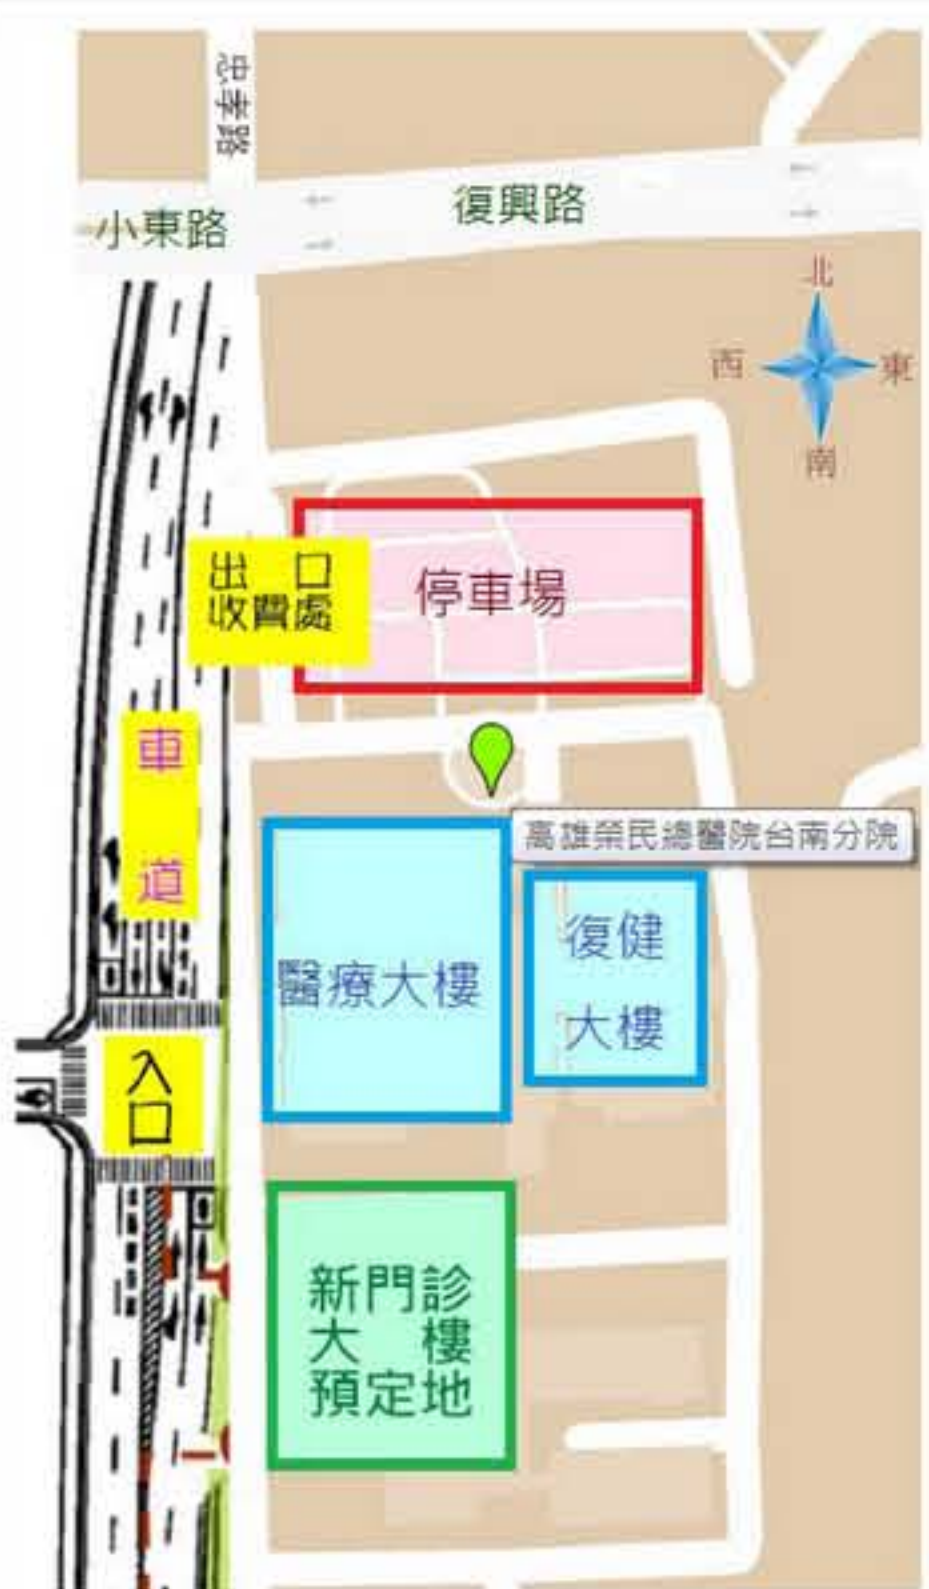 忠孝路
復興路
小東路
北
西
東
南
出 口
收費處
停車場
車
道
高雄榮民總醫院台南分院
復健
大樓
醫療大樓
入
口
新門診
大 樓
預定地